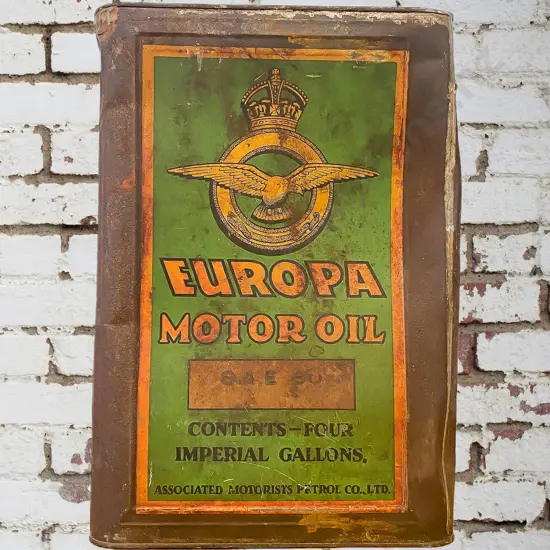 EUROPA
MOTOR OIL
CONTENTS—FOUR
IMPERIAL GALLONS.
ASSOCIATED MOTORISTS PETROL CO., LTD.